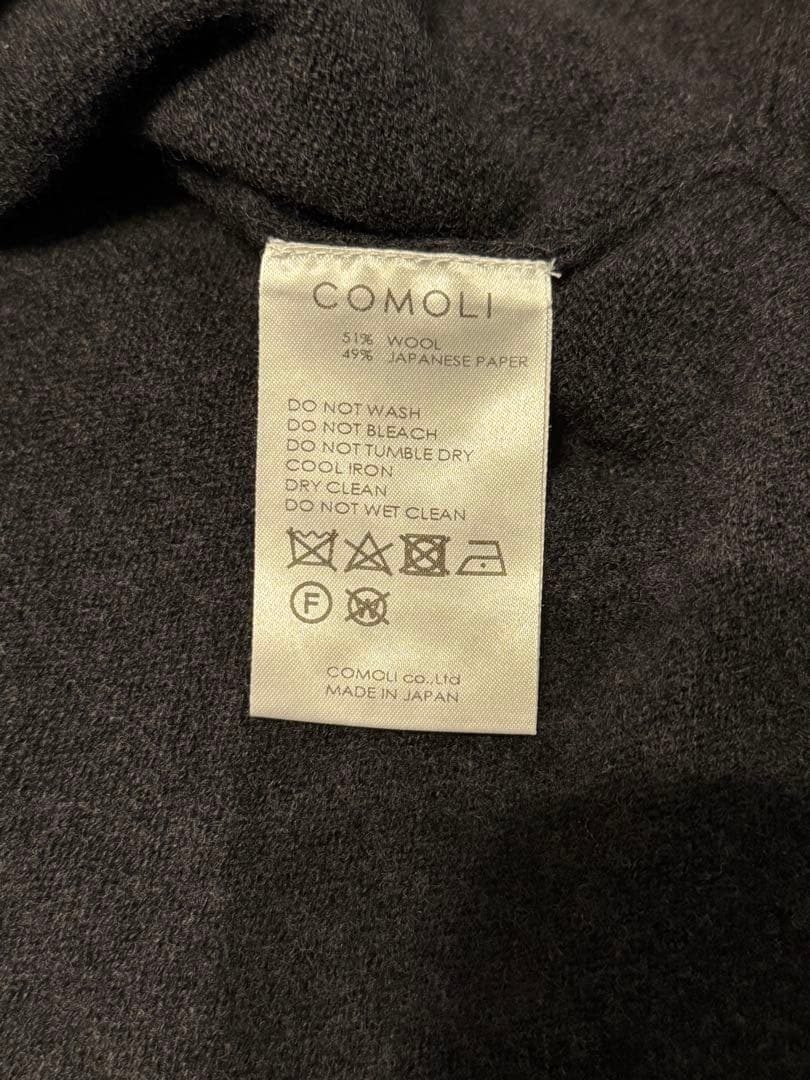 COMOLI
51% WOOL
49% JAPANESE PAPER
DO NOT WASH
DO NOT BLEACH
DO NOT TUMBLE DRY
COOL IRON
DRY CLEAN
DO NOT WET CLEAN
F W
COMOLI co.,Ltd
MADE IN JAPAN